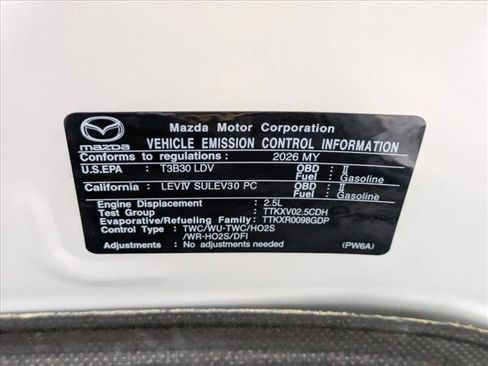 Mazda Motor Corporation
mazda VEHICLE EMISSION CONTROL INFORMATION
Conforms to regulations : 2026 MY
U.S.EPA : T3B30 LDV OBD : II
Fuel : Gasoline
California : LEVIV SULEV30 PC OBD : II
Fuel : Gasoline
Engine Displacement : 2.5L
Test Group : TTKXV02.5CDH
Evaporative/Refueling Family: TTKXR0098GDP
Control Type : TWC/WU-TWC/HO2S
/WR-HO2S/DFI
Adjustments : No adjustments needed (PW6A)